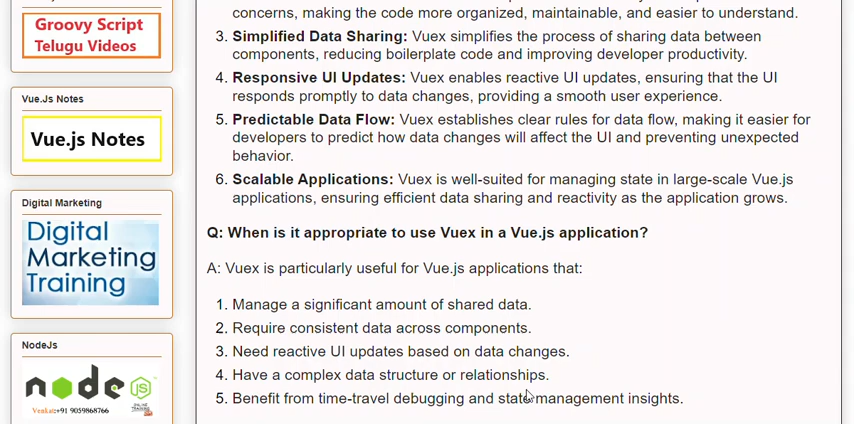 Groovy Script
Telugu Videos
Vue.Js Notes
Vue.js Notes
Digital Marketing
Digital
Marketing
Training
NodeJs
node
JS
Venkat:+91 9059868766
ONLINE
TRAINING
concerns, making the code more organized, maintainable, and easier to understand.
3. Simplified Data Sharing: Vuex simplifies the process of sharing data between
components, reducing boilerplate code and improving developer productivity.
4. Responsive UI Updates: Vuex enables reactive UI updates, ensuring that the UI
responds promptly to data changes, providing a smooth user experience.
5. Predictable Data Flow: Vuex establishes clear rules for data flow, making it easier for
developers to predict how data changes will affect the UI and preventing unexpected
behavior.
6. Scalable Applications: Vuex is well-suited for managing state in large-scale Vue.js
applications, ensuring efficient data sharing and reactivity as the application grows.
Q: When is it appropriate to use Vuex in a Vue.js application?
A: Vuex is particularly useful for Vue.js applications that:
1. Manage a significant amount of shared data.
2. Require consistent data across components.
3. Need reactive UI updates based on data changes.
4. Have a complex data structure or relationships.
5. Benefit from time-travel debugging and state management insights.